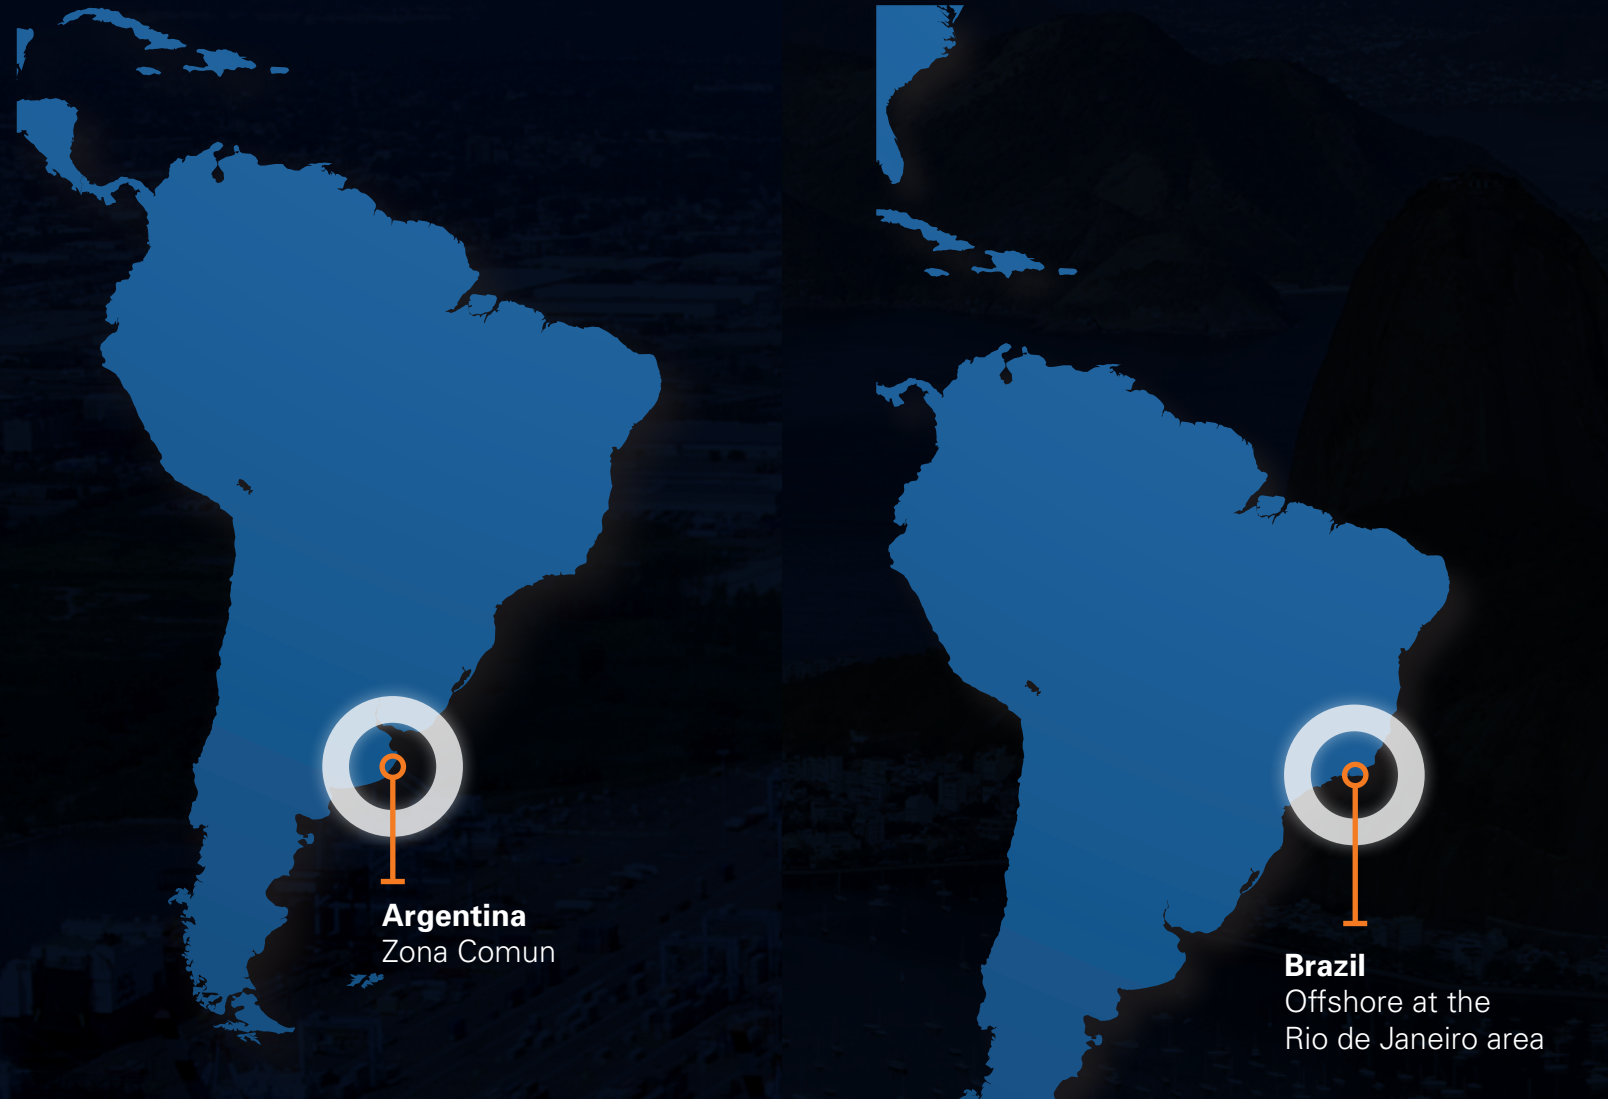 Argentina
Zona Comun
Brazil
Offshore at the
Rio de Janeiro area